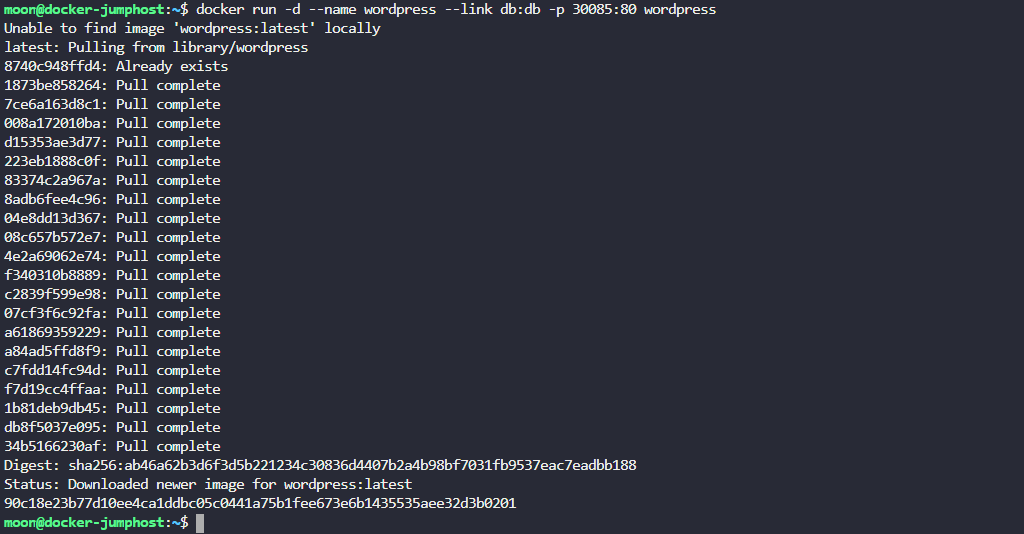 moon@docker-jumphost:~$ docker run -d --name wordpress --link db:db -p 30085:80 wordpress
Unable to find image 'wordpress:latest' locally
latest: Pulling from library/wordpress
8740c948ffd4: Already exists
1873be858264: Pull complete
7ce6a163d8c1: Pull complete
008a172010ba: Pull complete
d15353ae3d77: Pull complete
223eb1888c0f: Pull complete
83374c2a967a: Pull complete
8adb6fee4c96: Pull complete
04e8dd13d367: Pull complete
08c657b572e7: Pull complete
4e2a69062e74: Pull complete
f340310b8889: Pull complete
c2839f599e98: Pull complete
07cf3f6c92fa: Pull complete
a61869359229: Pull complete
a84ad5ffd8f9: Pull complete
c7fdd14fc94d: Pull complete
f7d19cc4ffaa: Pull complete
1b81deb9db45: Pull complete
db8f5037e095: Pull complete
34b5166230af: Pull complete
Digest: sha256:ab46a62b3d6f3d5b221234c30836d4407b2a4b98bf7031fb9537eac7eadbb188
Status: Downloaded newer image for wordpress:latest
90c18e23b77d10ee4ca1ddbc05c0441a75b1fee673e6b1435535aee32d3b0201
moon@docker-jumphost:~$